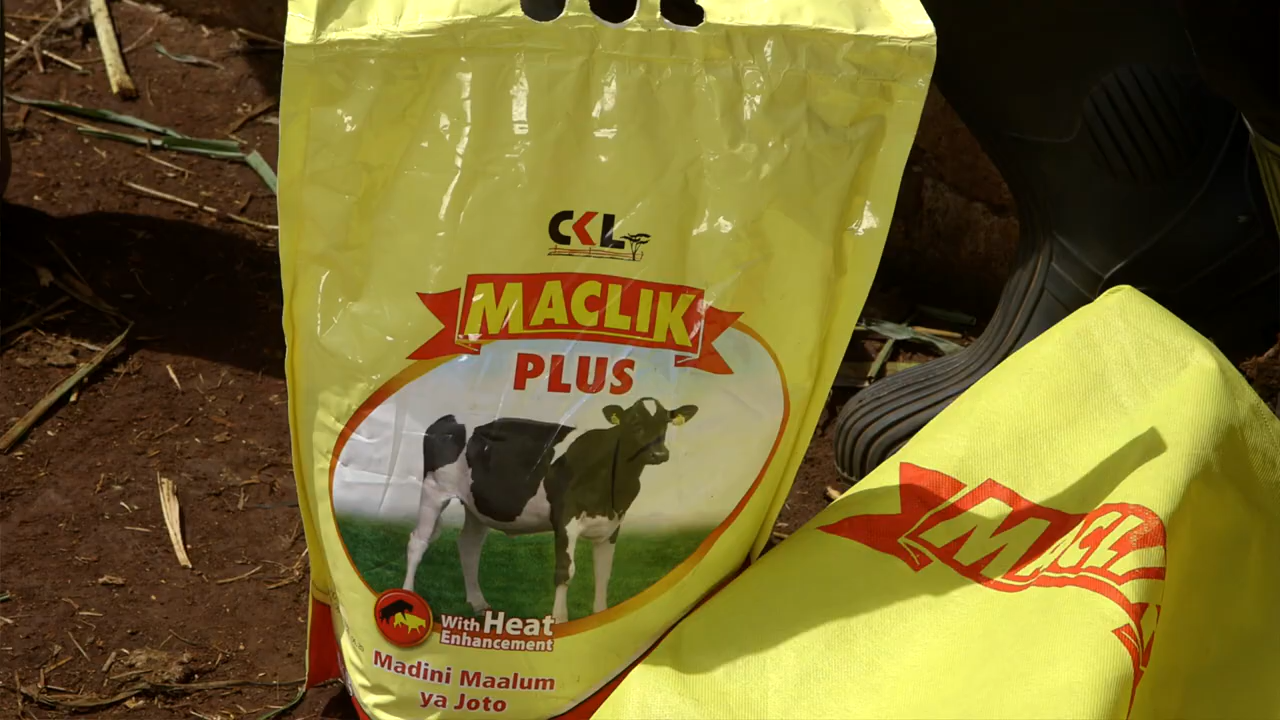 CKL
MACLIK
PLUS
With Heat
Enhancement
Madini Maalum
ya Joto